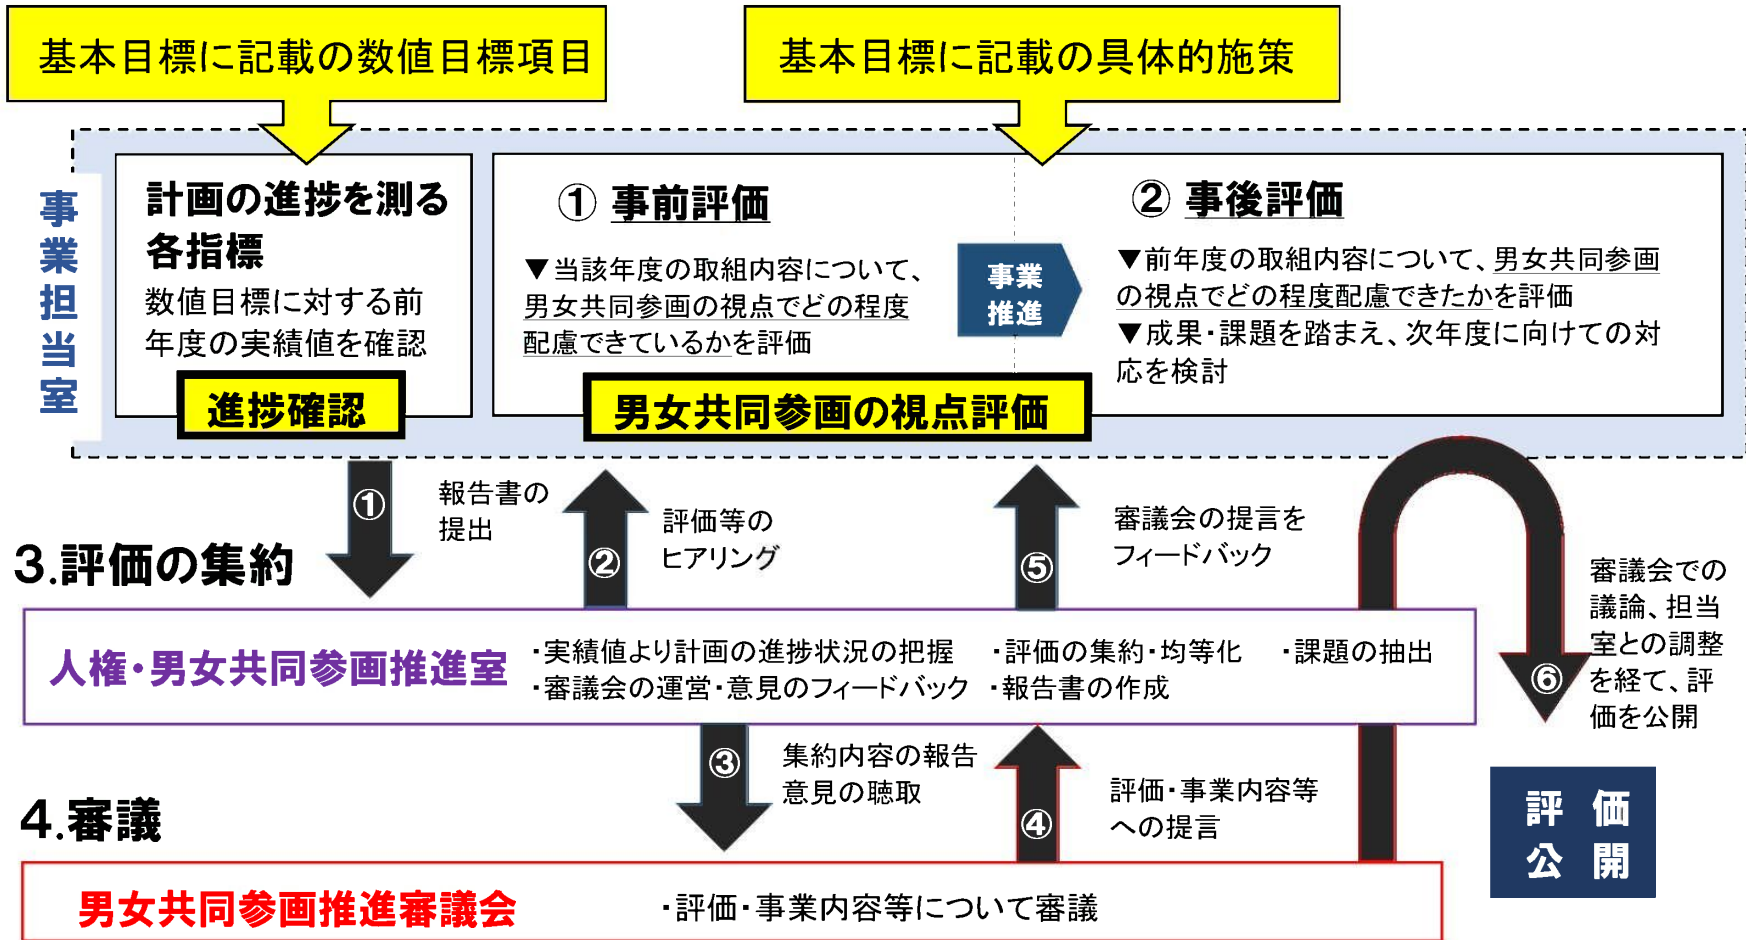 基本目標に記載の数値目標項目
基本目標に記載の具体的施策
事業担当室
計画の進捗を測る
各指標
数値目標に対する前
年度の実績値を確認
進捗確認
① 事前評価
▼当該年度の取組内容について、
男女共同参画の視点でどの程度
配慮できているかを評価
事業
推進
② 事後評価
▼前年度の取組内容について、男女共同参画
の視点でどの程度配慮できたかを評価
▼成果・課題を踏まえ、次年度に向けての対
応を検討
男女共同参画の視点評価
①
報告書の
提出
②
評価等の
ヒアリング
⑤
審議会の提言を
フィードバック
⑥
審議会での
議論、担当
室との調整
を経て、評
価を公開
3.評価の集約
人権・男女共同参画推進室
・実績値より計画の進捗状況の把握
・評価の集約・均等化
・課題の抽出
・審議会の運営・意見のフィードバック
・報告書の作成
③
集約内容の報告
意見の聴取
④
評価・事業内容等
への提言
評価
公開
4.審議
男女共同参画推進審議会
・評価・事業内容等について審議